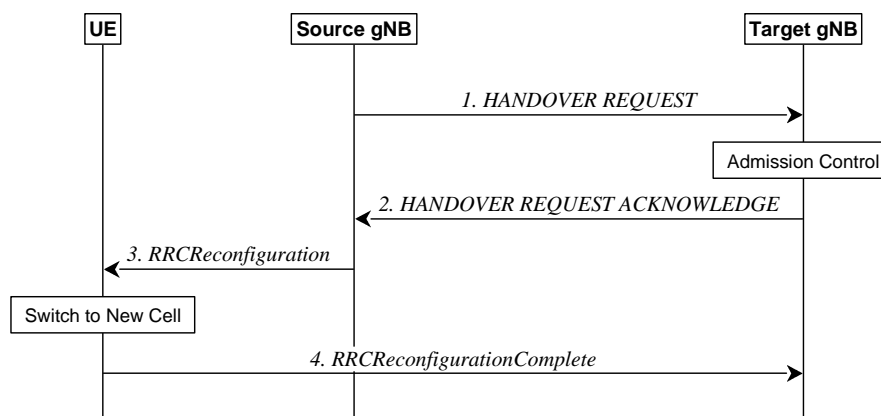 UE
Source gNB
Target gNB
1. HANDOVER REQUEST
Admission Control
2. HANDOVER REQUEST ACKNOWLEDGE
3. RRCReconfiguration
Switch to New Cell
4. RRCReconfigurationComplete